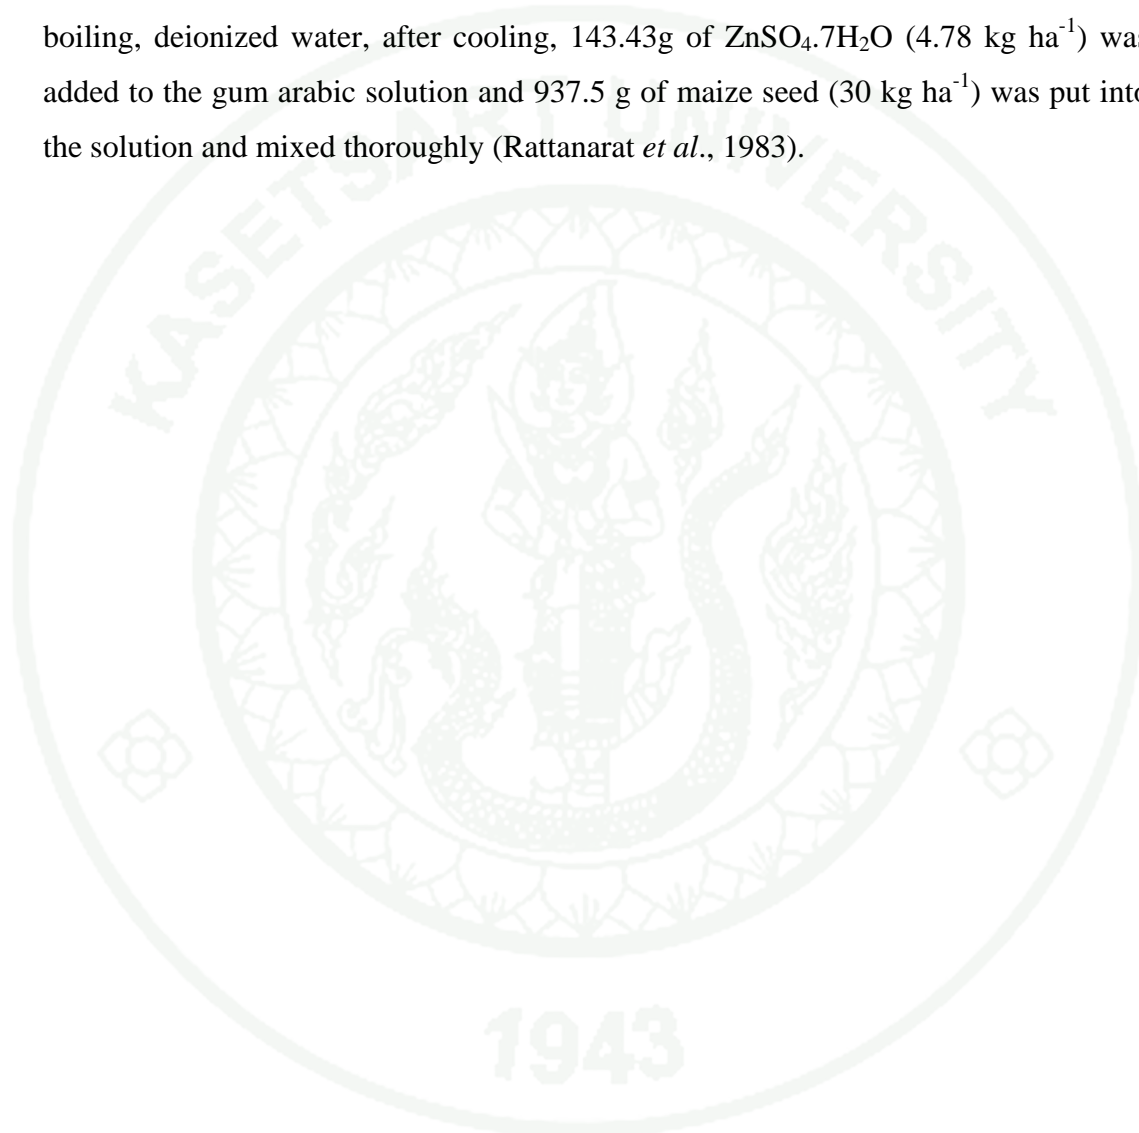 boiling, deionized water, after cooling, 143.43g of ZnSO₄.7H₂O (4.78 kg ha⁻¹) was
added to the gum arabic solution and 937.5 g of maize seed (30 kg ha⁻¹) was put into
the solution and mixed thoroughly (Rattanarat et al., 1983).
KASETSART UNIVERSITY
1943